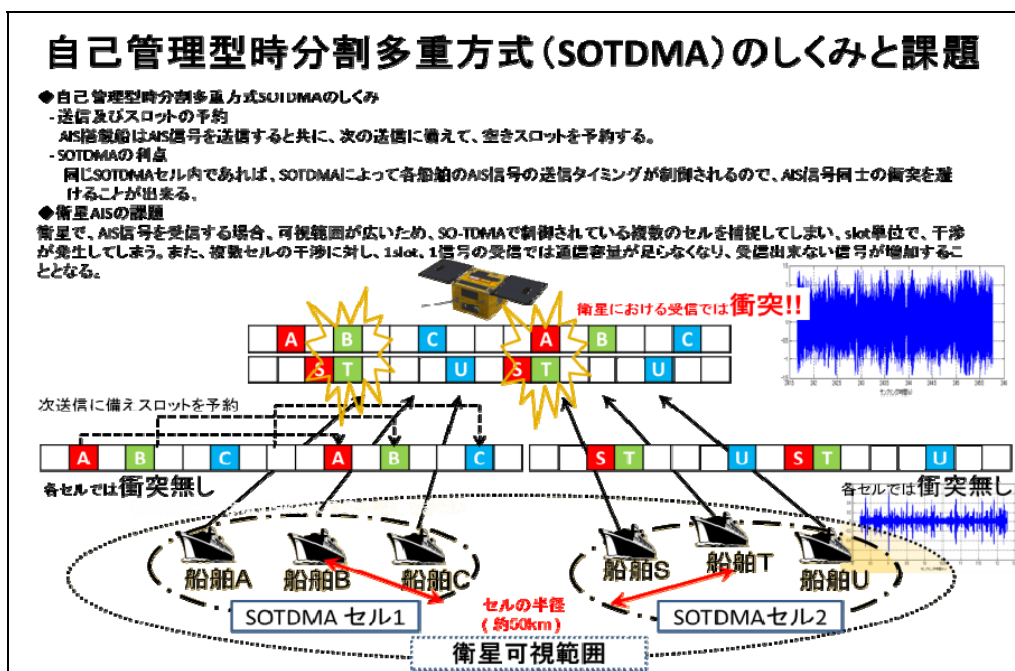 自己管理型時分割多重方式（SOTDMA）のしくみと課題
◆自己管理型時分割多重方式SOTDMAのしくみ
- 送信及びスロットの予約
AIS搭載船はAIS信号を送信すると共に、次の送信に備えて、空きスロットを予約する。
- SOTDMAの利点
同じSOTDMAセル内であれば、SOTDMAによって各船舶のAIS信号の送信タイミングが制御されるので、AIS信号同士の衝突を避
けることが出来る。
◆衛星AISの課題
衛星で、AIS信号を受信する場合、可視範囲が広いため、SO-TDMAで制御されている複数のセルを捕捉してしまい、slot単位で、干渉
が発生してしまう。また、複数セルの干渉に対し、1slot、1信号の受信では通信容量が足らなくなり、受信出来ない信号が増加するこ
ととなる。
衛星における受信では衝突!!
A B C A B C
S T U S T U
次送信に備えスロットを予約
A B C A B C
S T U S T U
各セルでは衝突無し
各セルでは衝突無し
船舶A 船舶B 船舶C
船舶S 船舶T 船舶U
SOTDMA セル1
セルの半径
（約50km）
SOTDMA セル2
衛星可視範囲